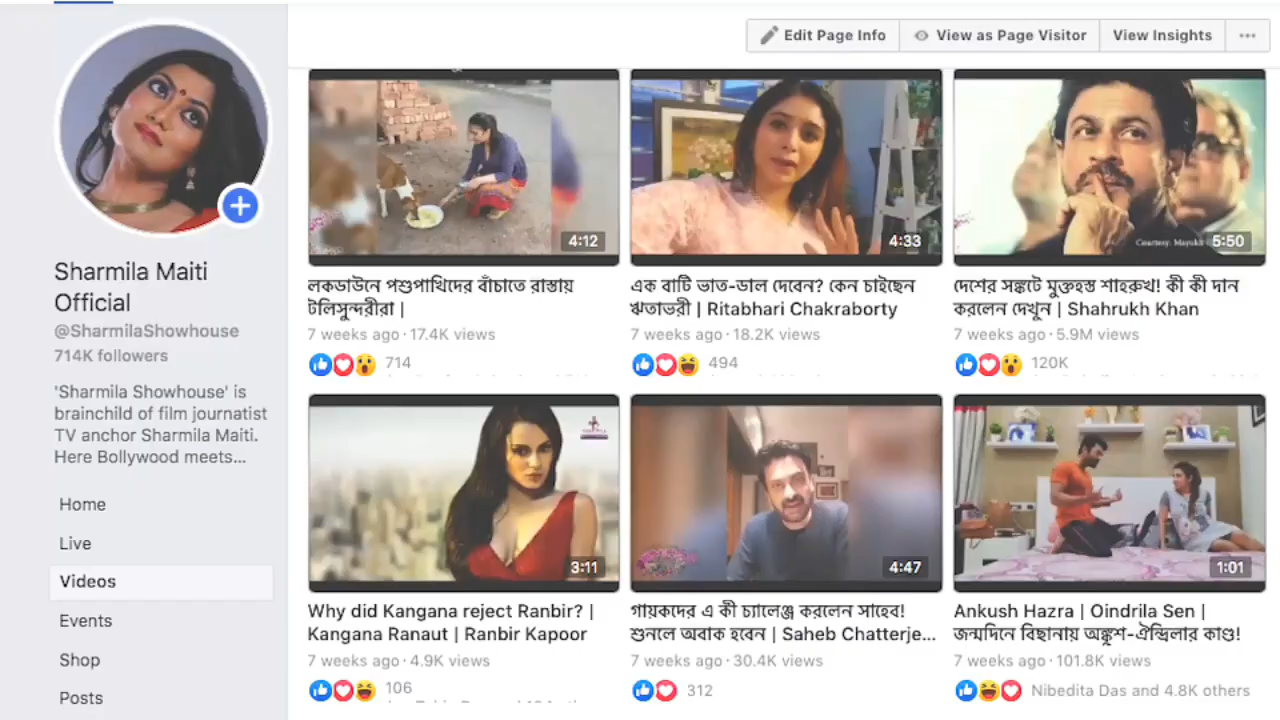 Edit Page Info
View as Page Visitor
View Insights
Sharmila Maiti
Official
@SharmilaShowhouse
714K followers
'Sharmila Showhouse' is
brainchild of film journalist
TV anchor Sharmila Maiti.
Here Bollywood meets...
Home
Live
Videos
Events
Shop
Posts
4:12
লকডাউনে পশুপাখিদের বাঁচাতে রাস্তায়
টলিসুন্দরীরা |
7 weeks ago · 17.4K views
714
4:33
এক বাটি ভাত-ডাল দেবেন? কেন চাইছেন
ঋতাভরী | Ritabhari Chakraborty
7 weeks ago · 18.2K views
494
Courtesy: Mayukh
5:50
দেশের সঙ্কটে মুক্তহস্ত শাহরুখ! কী কী দান
করলেন দেখুন | Shahrukh Khan
7 weeks ago · 5.9M views
120K
3:11
Why did Kangana reject Ranbir? |
Kangana Ranaut | Ranbir Kapoor
7 weeks ago · 4.9K views
106
4:47
গায়কদের এ কী চ্যালেঞ্জ করলেন সাহেব!
শুনলে অবাক হবেন | Saheb Chatterje...
7 weeks ago · 30.4K views
312
1:01
Ankush Hazra | Oindrila Sen |
জন্মদিনে বিছানায় অঙ্কুশ-ঐন্দ্রিলার কাণ্ড!
7 weeks ago · 101.8K views
Nibedita Das and 4.8K others